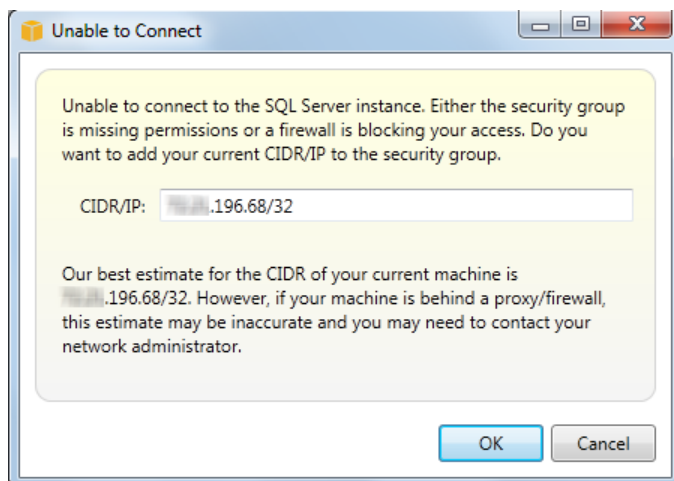 Unable to Connect
Unable to connect to the SQL Server instance. Either the security group
is missing permissions or a firewall is blocking your access. Do you
want to add your current CIDR/IP to the security group.
CIDR/IP: .196.68/32
Our best estimate for the CIDR of your current machine is
.196.68/32. However, if your machine is behind a proxy/firewall,
this estimate may be inaccurate and you may need to contact your
network administrator.
OK Cancel